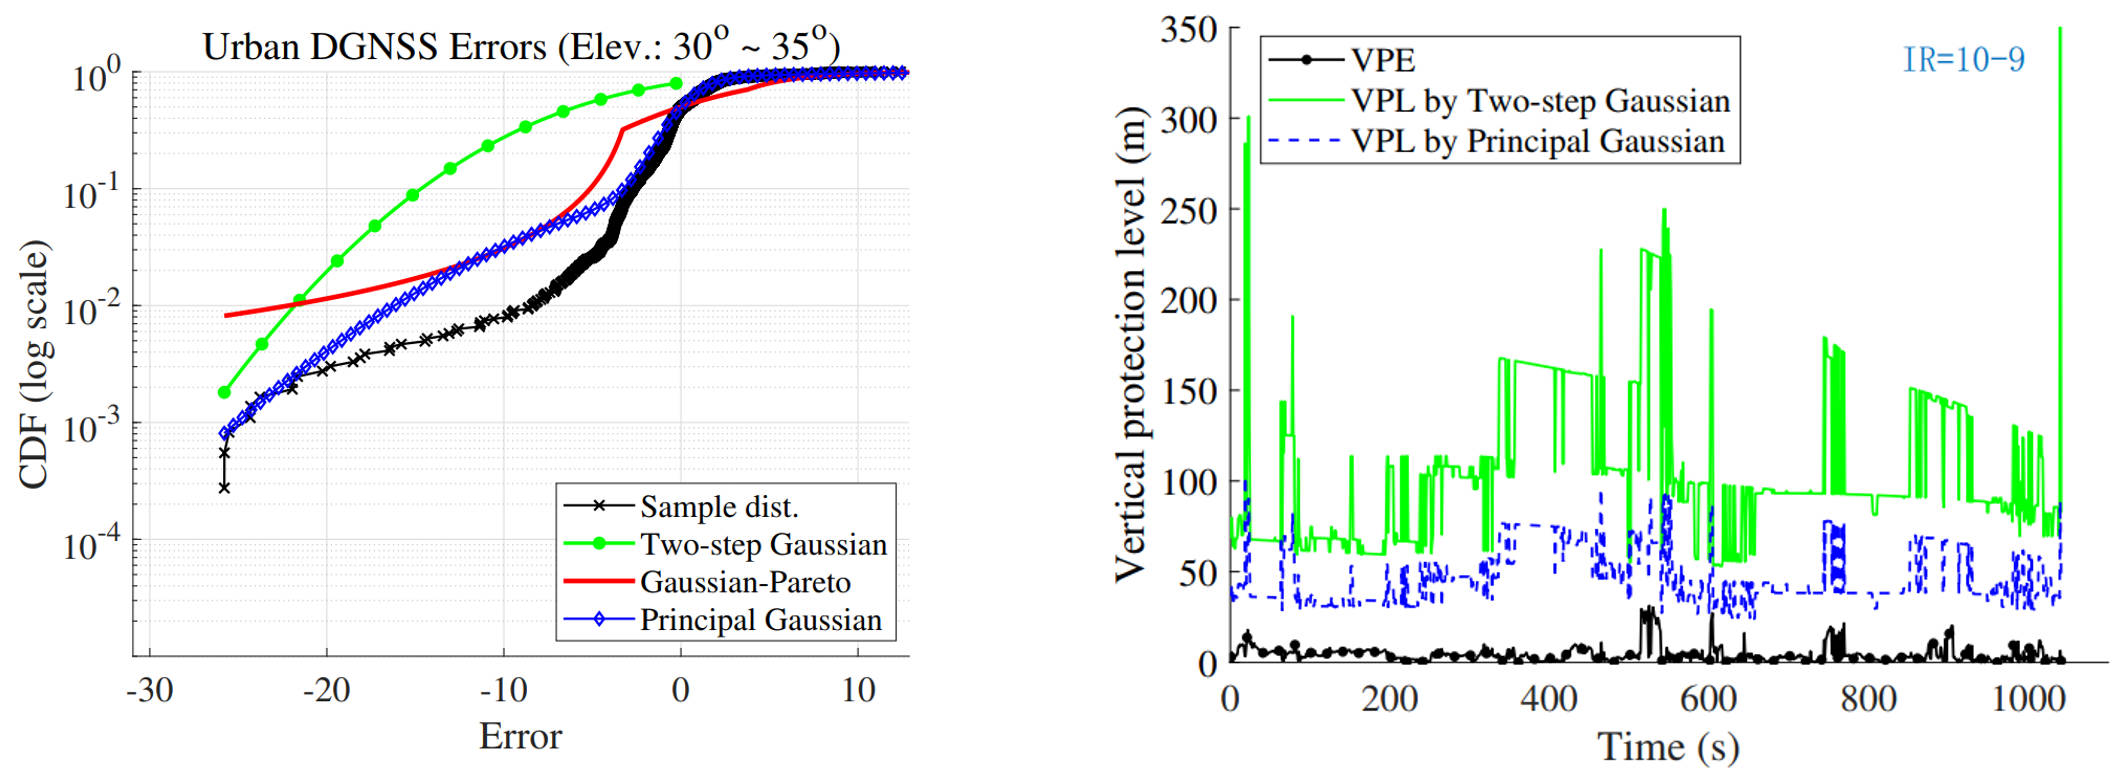 Urban DGNSS Errors (Elev.: 30° ~ 35°)
10⁰
10⁻¹
10⁻²
10⁻³
10⁻⁴
CDF (log scale)
Sample dist.
Two-step Gaussian
Gaussian-Pareto
Principal Gaussian
-30 -20 -10 0 10
Error
350
300
250
200
150
100
50
0
Vertical protection level (m)
VPE
VPL by Two-step Gaussian
VPL by Principal Gaussian
IR=10-9
0 200 400 600 800 1000
Time (s)